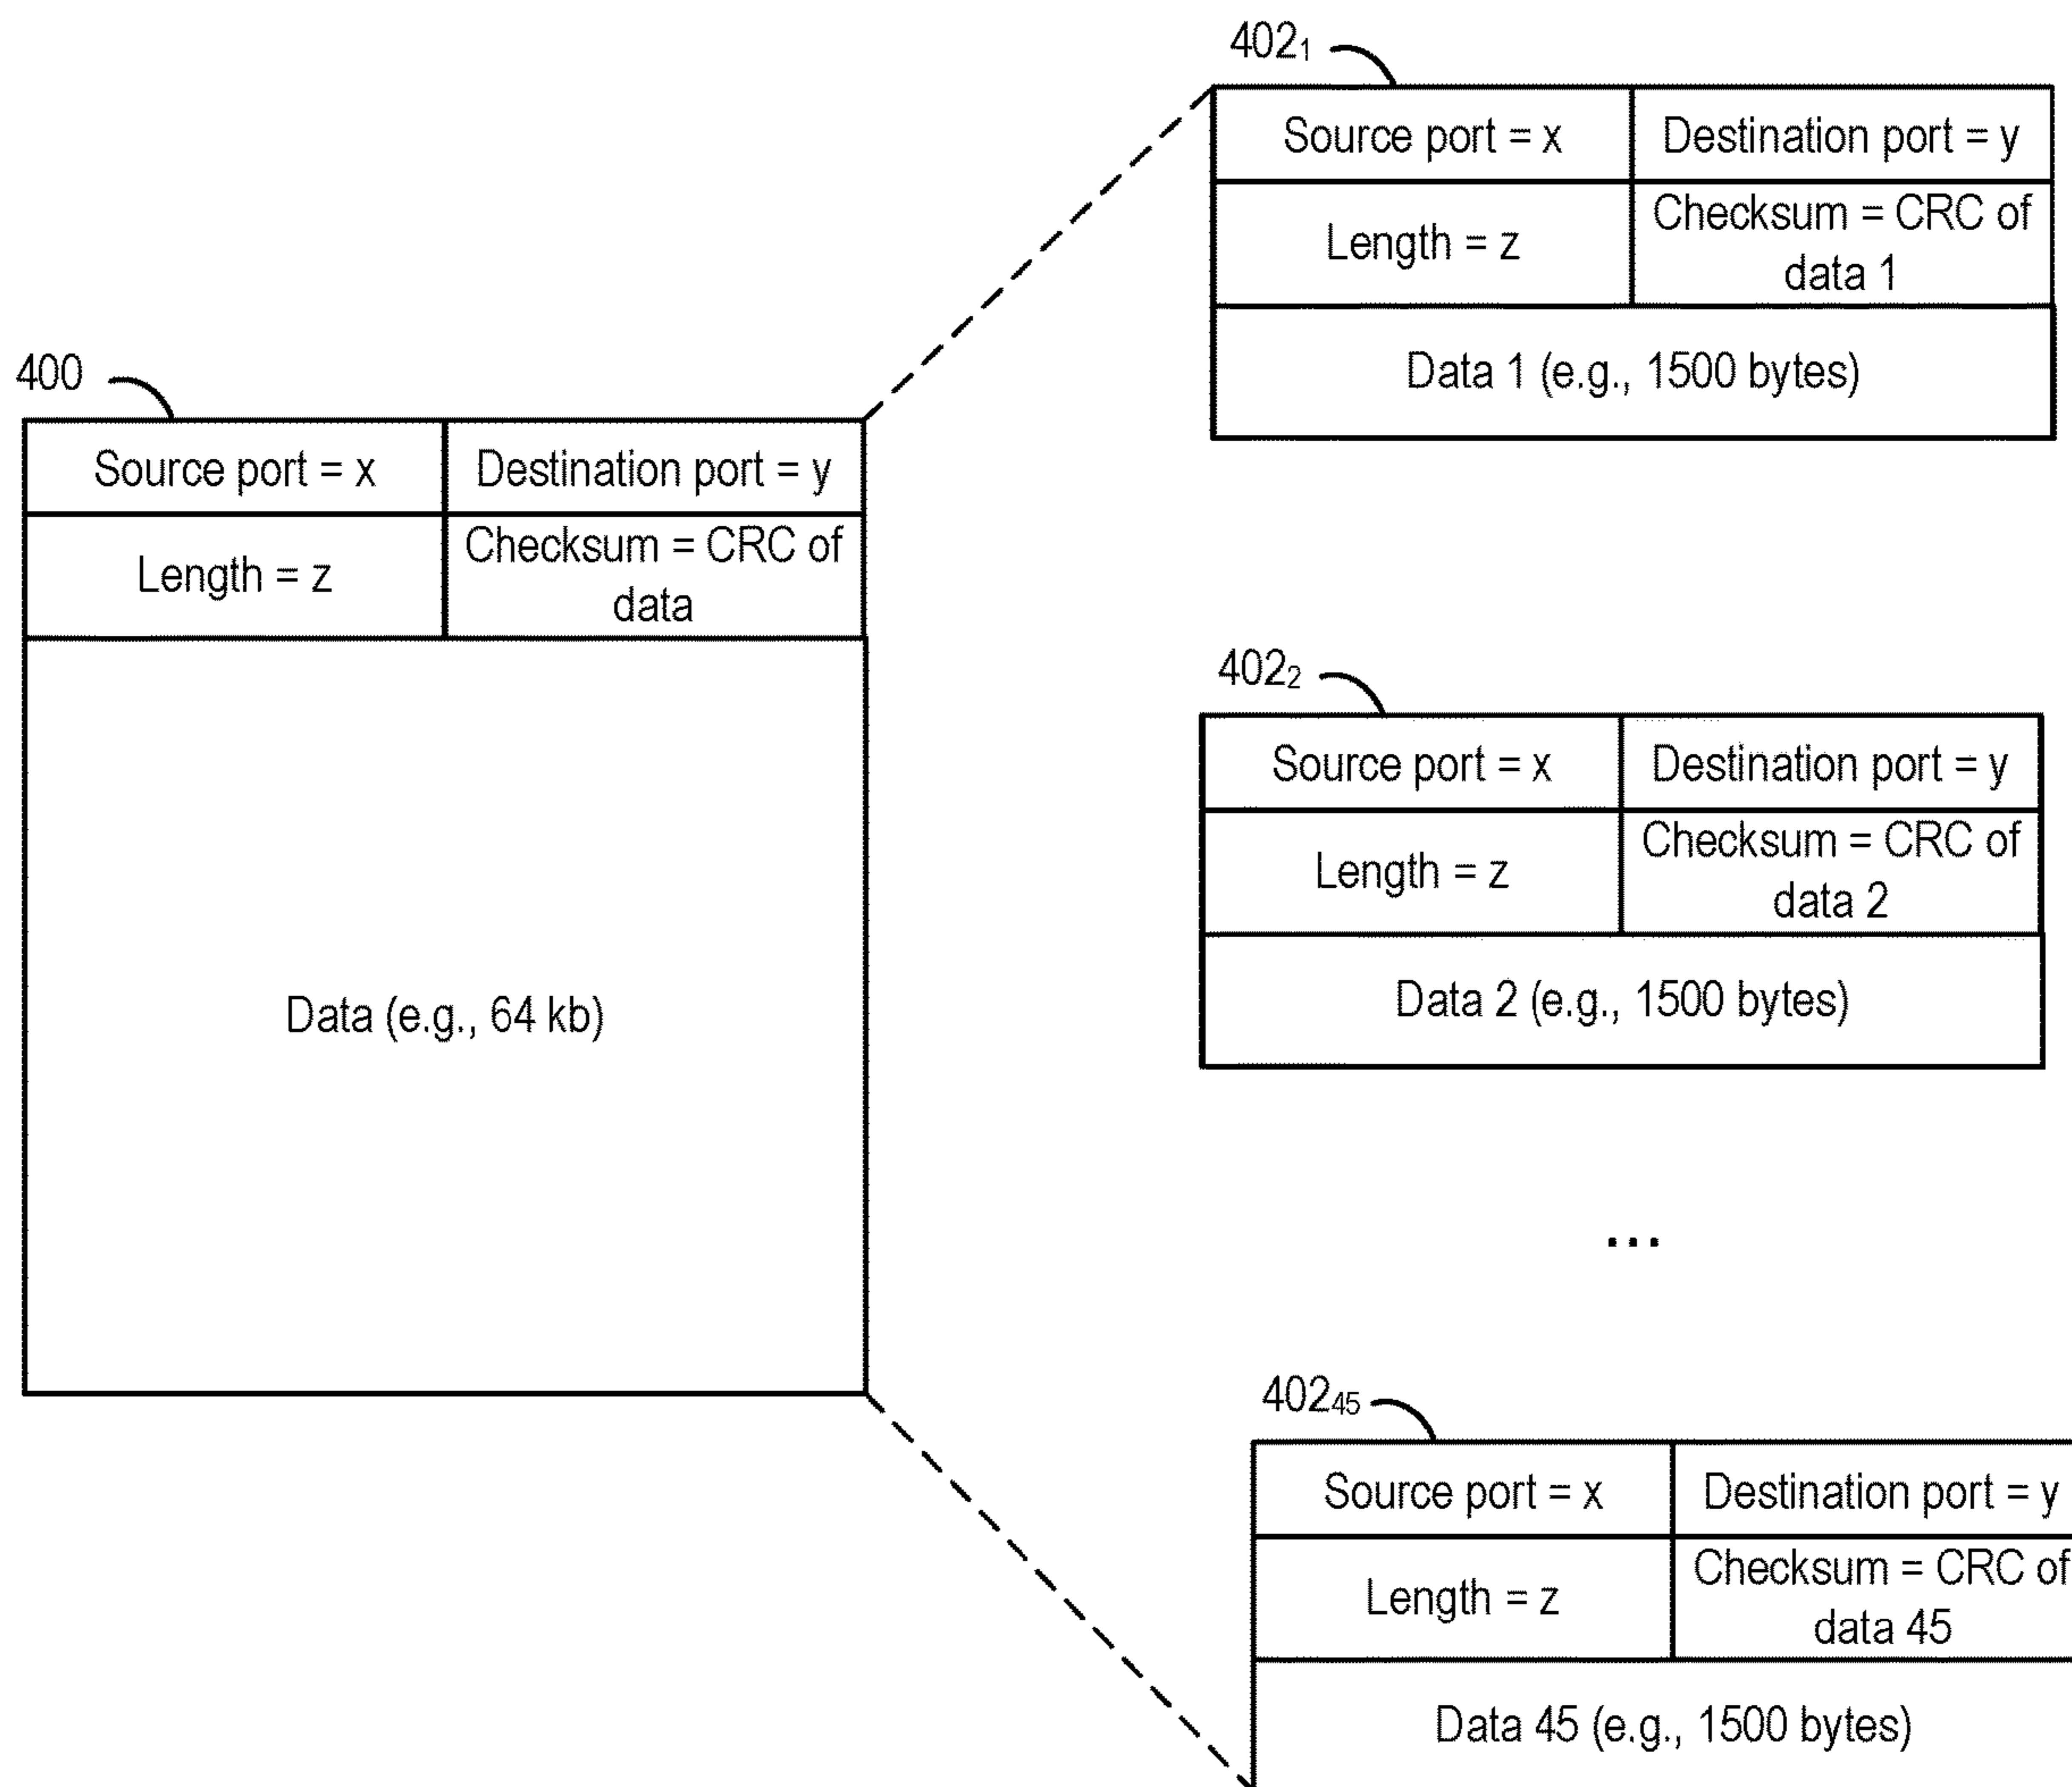 400
Source port = x
Destination port = y
Length = z
Checksum = CRC of
data
Data (e.g., 64 kb)
402₁
Source port = x
Destination port = y
Length = z
Checksum = CRC of
data 1
Data 1 (e.g., 1500 bytes)
402₂
Source port = x
Destination port = y
Length = z
Checksum = CRC of
data 2
Data 2 (e.g., 1500 bytes)
...
402₄₅
Source port = x
Destination port = y
Length = z
Checksum = CRC of
data 45
Data 45 (e.g., 1500 bytes)